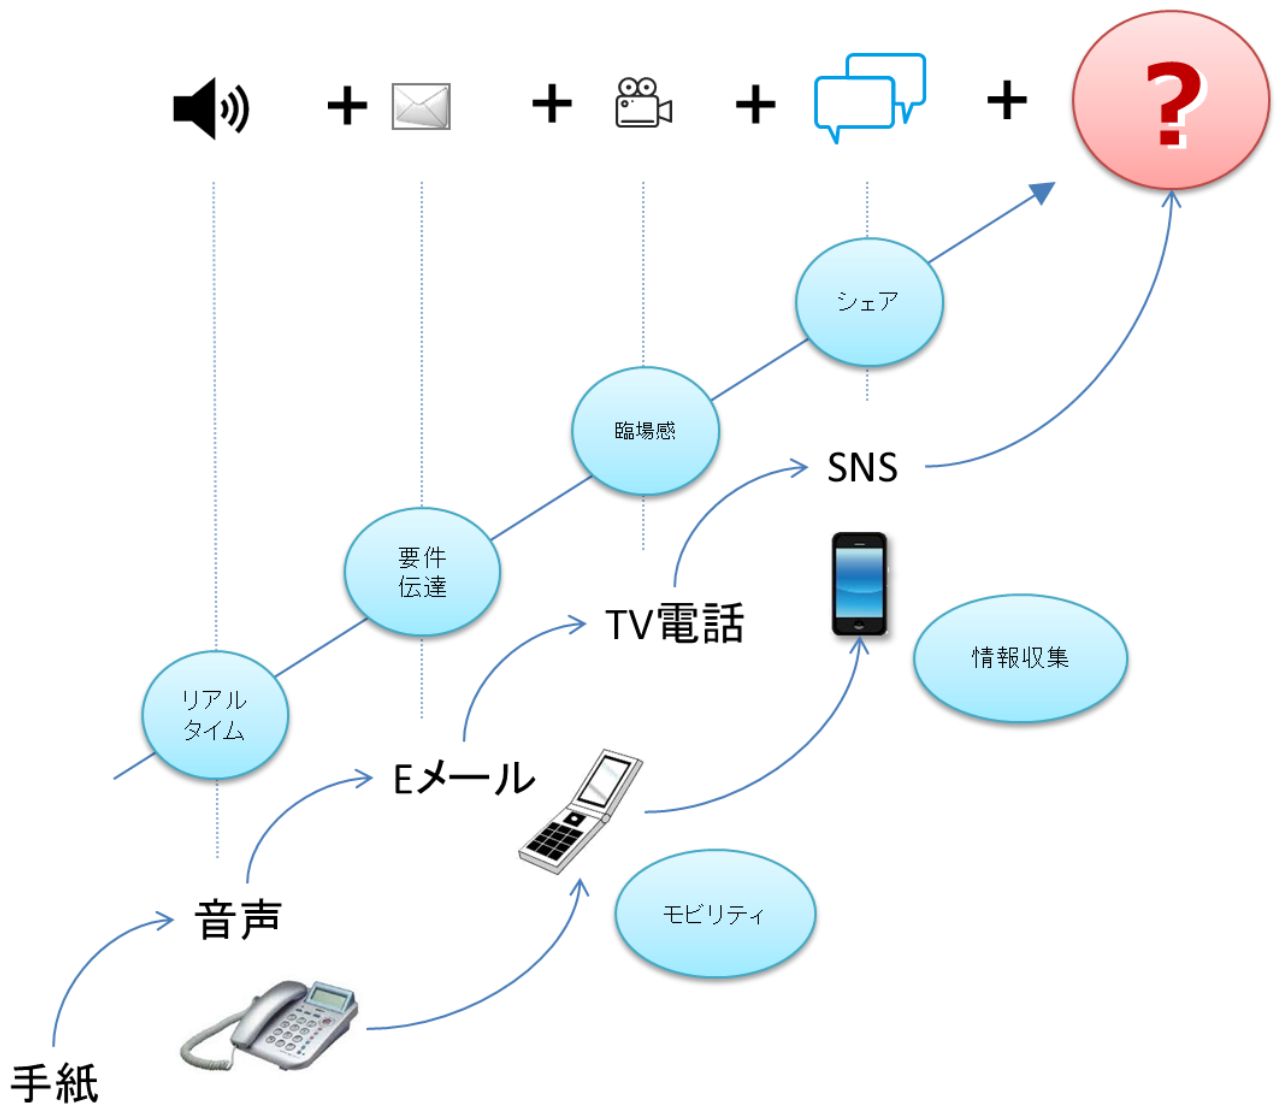 +
+
+
+
?
シェア
臨場感
SNS
要件
伝達
TV電話
情報収集
リアル
タイム
Eメール
音声
モビリティ
手紙